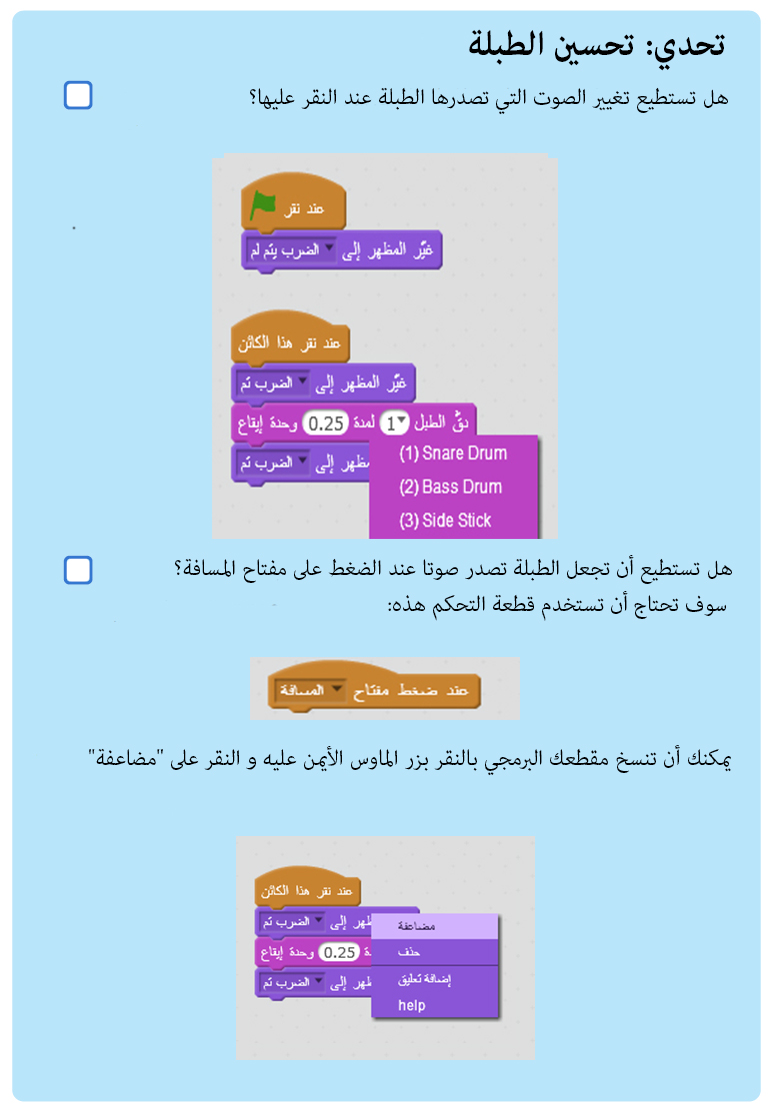 تحدي: تحسين الطبلة
هل تستطيع تغيير الصوت التي تصدرها الطبلة عند النقر عليها؟
عند نقر
غيِّر المظهر إلى الضرب يتم لم
عند نقر هذا الكائن
غيِّر المظهر إلى الضرب تم
دقّ الطبل 1 لمدة 0.25 وحدة إيقاع
مظهر إلى الضرب تم
(1) Snare Drum
(2) Bass Drum
(3) Side Stick
هل تستطيع أن تجعل الطبلة تصدر صوتا عند الضغط على مفتاح المسافة؟
سوف تحتاج أن تستخدم قطعة التحكم هذه:
عند ضغط مفتاح المسافة
يمكنك أن تنسخ مقطعك البرمجي بالنقر بزر الماوس الأيمن عليه و النقر على "مضاعفة"
عند نقر هذا الكائن
ظهر إلى الضرب تم
ة 0.25 وحدة إيقاع
ظهر إلى الضرب تم
مضاعفة
حذف
إضافة تعليق
help